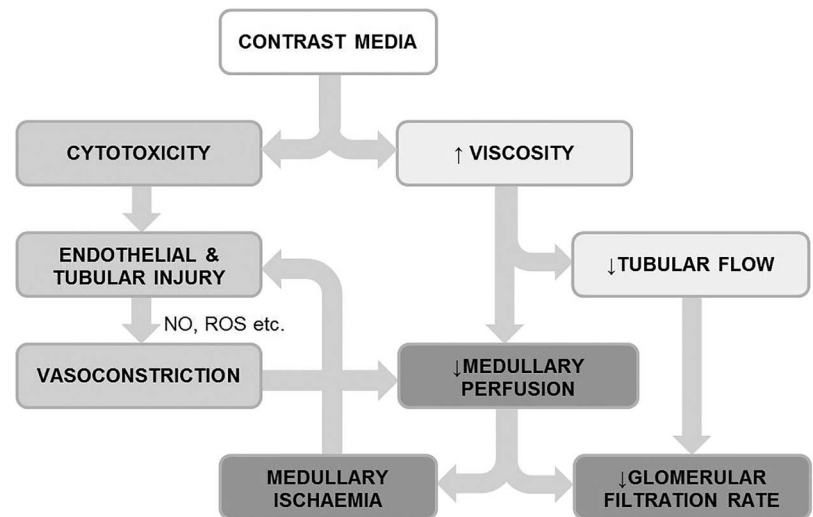 CONTRAST MEDIA
CYTOTOXICITY
↑ VISCOSITY
ENDOTHELIAL &
TUBULAR INJURY
↓TUBULAR FLOW
NO, ROS etc.
VASOCONSTRICTION
↓MEDULLARY
PERFUSION
MEDULLARY
ISCHAEMIA
↓GLOMERULAR
FILTRATION RATE